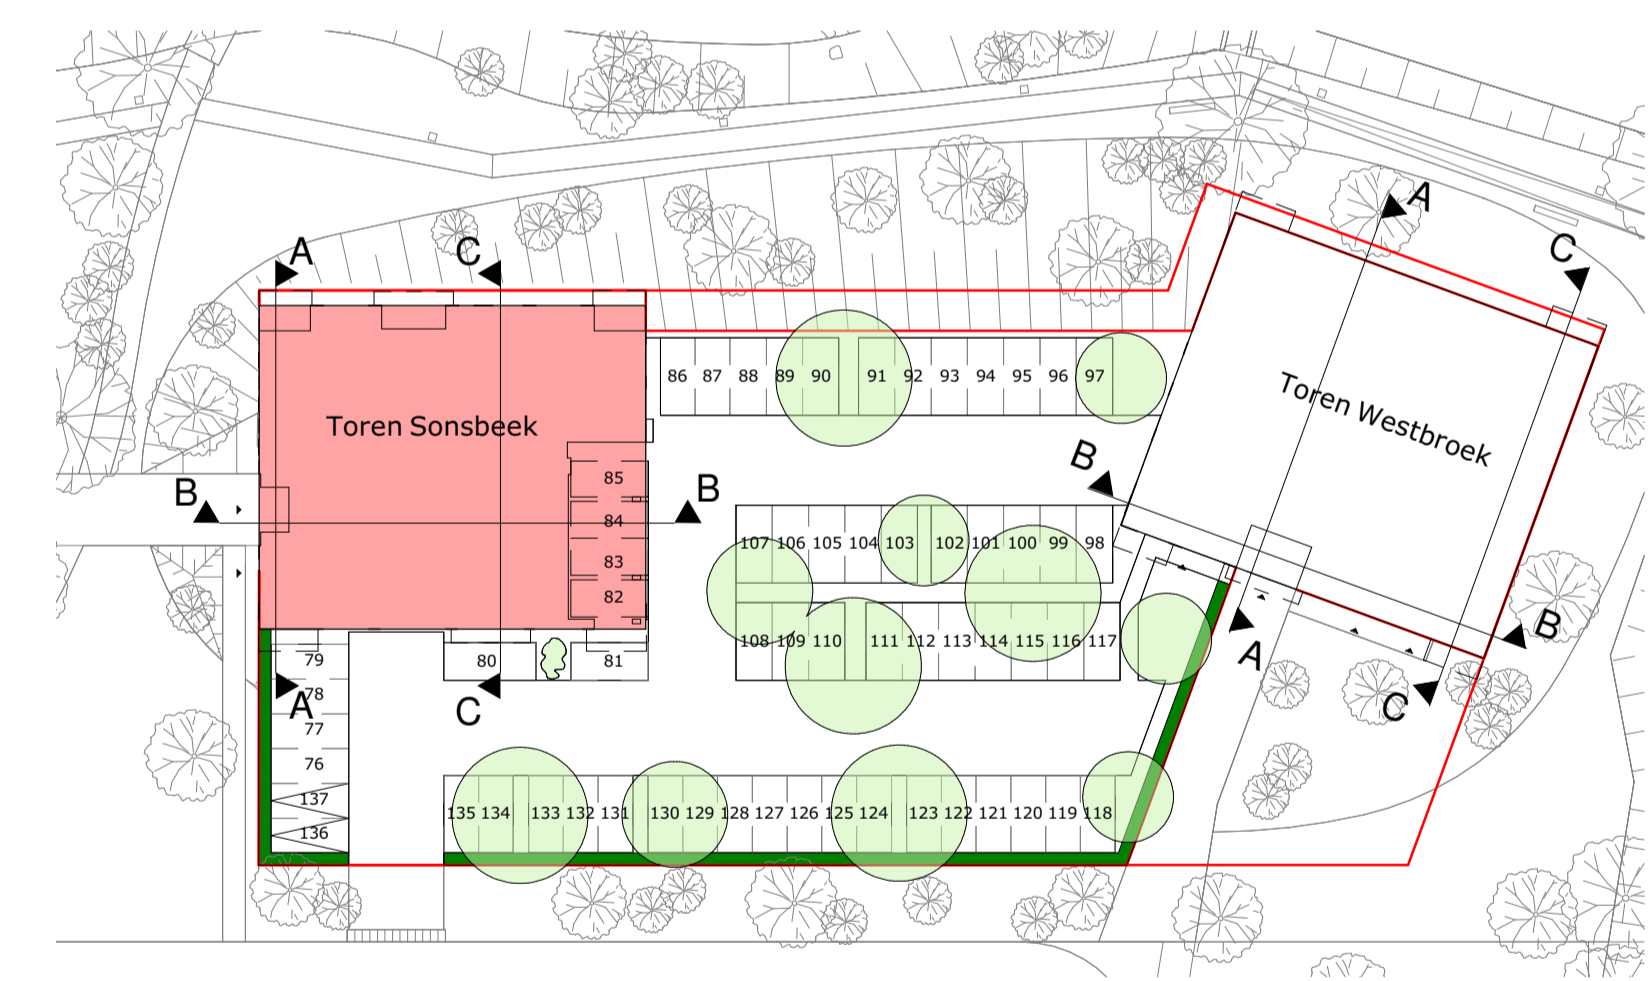 A
A
C
C
Toren Westbroek
86 87 88 89 90 91 92 93 94 95 96 97
Toren Sonsbeek
B
85
B
B
84
107 106 105 104 103 102 101 100 99 98
83
82
B
108 109 110 111 112 113 114 115 116 117
A
79
80
81
78
A
C
C
77
76
137
135 134 133 132 131 130 129 128 127 126 125 124 123 122 121 120 119 118
136